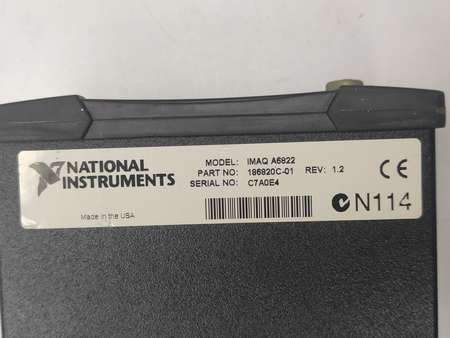 NATIONAL
INSTRUMENTS
Made in the USA
MODEL: IMAQ A6822
PART NO: 186920C-01 REV: 1.2
SERIAL NO: C7A0E4
CE
N114